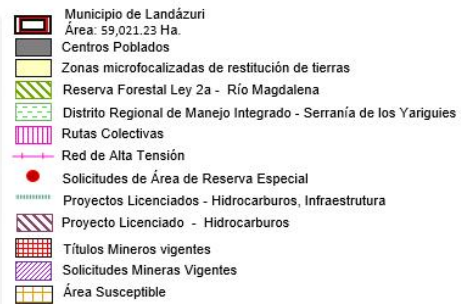 Municipio de Landázuri
Área: 59,021.23 Ha.
Centros Poblados
Zonas microfocalizadas de restitución de tierras
Reserva Forestal Ley 2a - Río Magdalena
Distrito Regional de Manejo Integrado - Serranía de los Yariguies
Rutas Colectivas
Red de Alta Tensión
Solicitudes de Área de Reserva Especial
Proyectos Licenciados - Hidrocarburos, Infraestrutura
Proyecto Licenciado - Hidrocarburos
Títulos Mineros vigentes
Solicitudes Mineras Vigentes
Área Susceptible